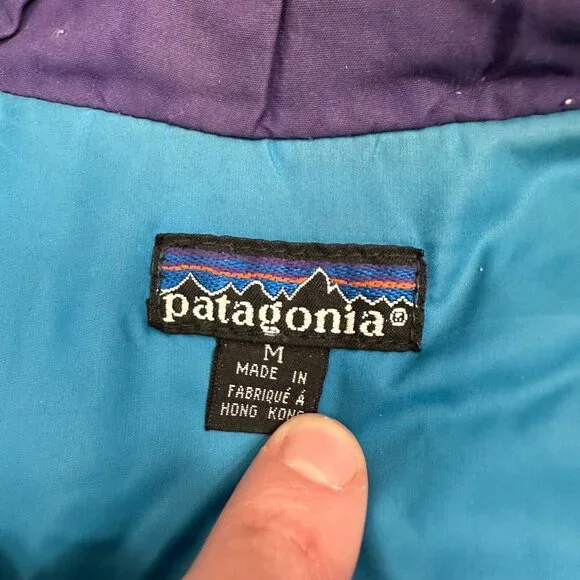 patagonia®
M
MADE IN
FABRIQUÉ Á
HONG KONG